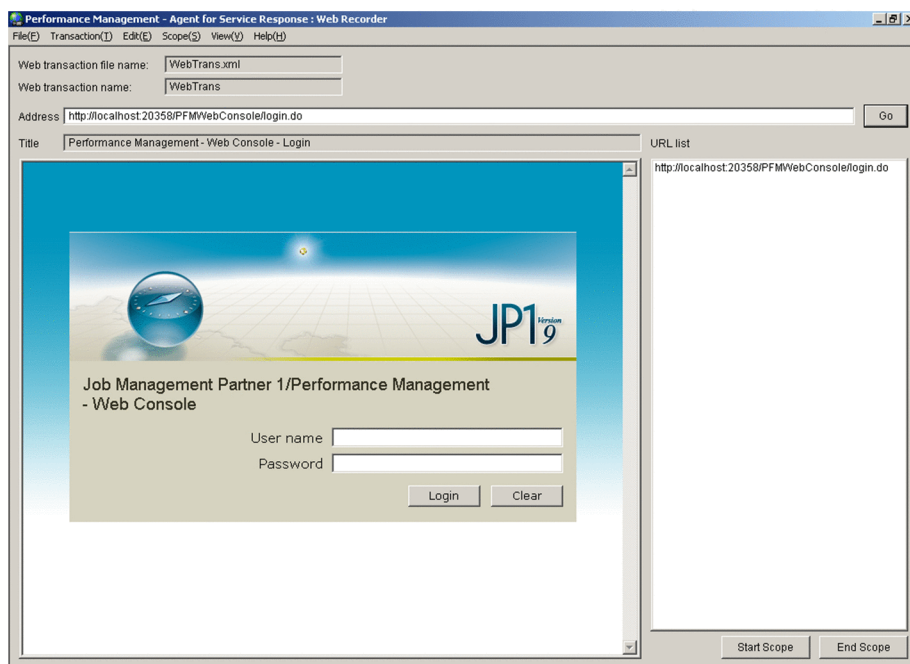 Performance Management - Agent for Service Response : Web Recorder
File(F) Transaction(T) Edit(E) Scope(S) View(V) Help(H)
Web transaction file name: WebTrans.xml
Web transaction name: WebTrans
Address http://localhost:20358/PFMWebConsole/login.do Go
Title Performance Management - Web Console - Login URL list
http://localhost:20358/PFMWebConsole/login.do
JP1 Version 9
Job Management Partner 1/Performance Management
- Web Console
User name
Password
Login Clear
Start Scope End Scope